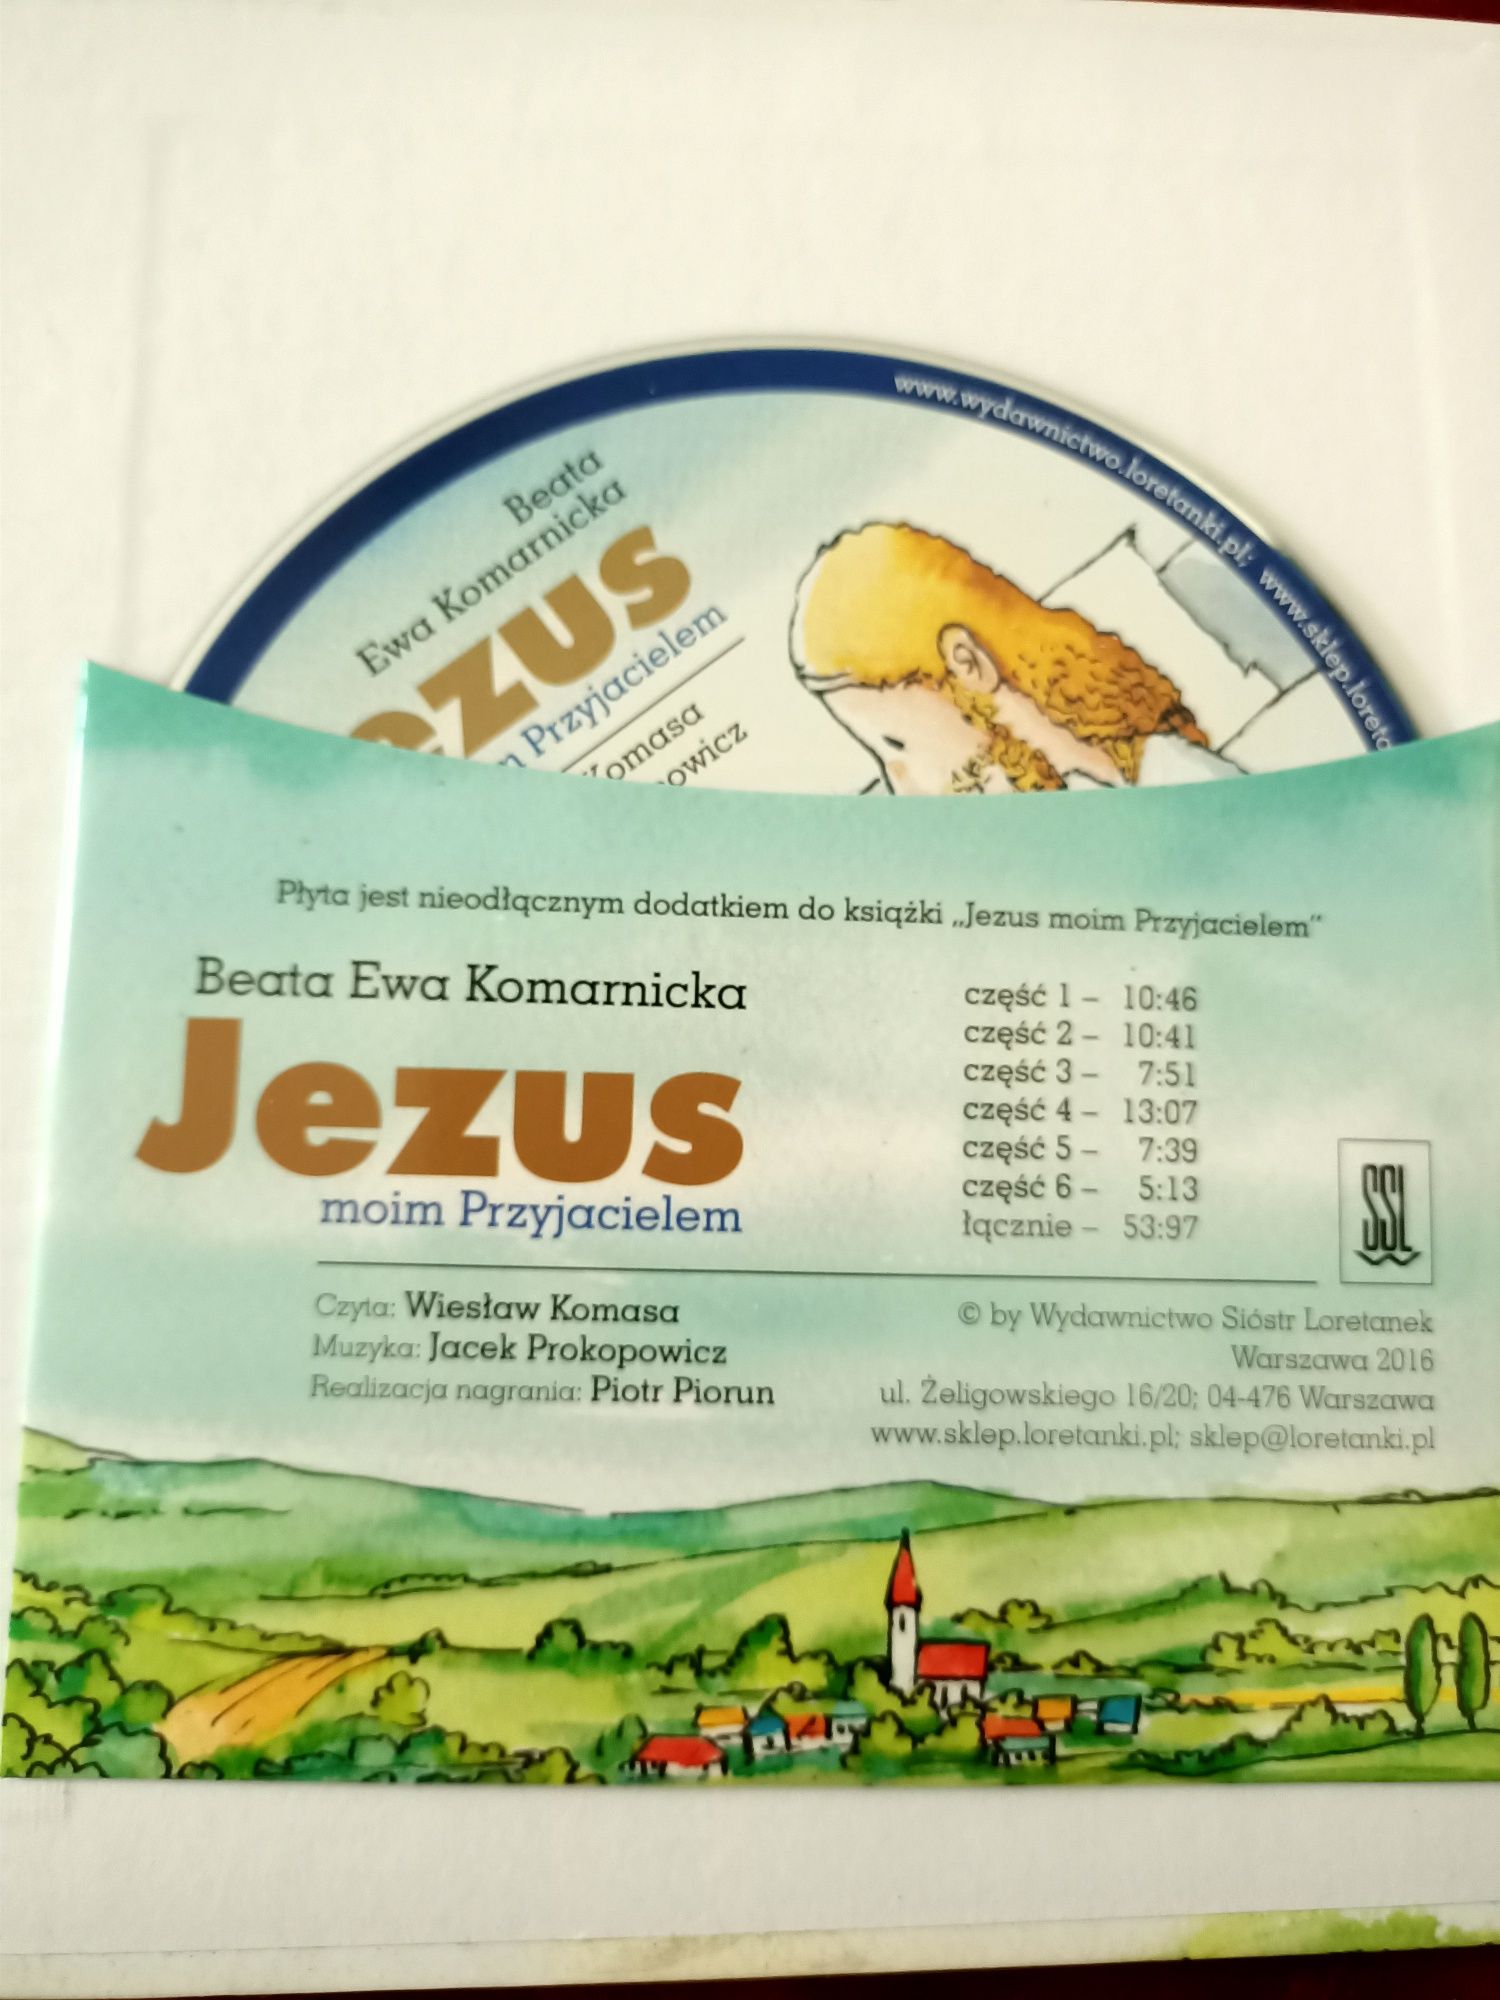 www.wydawnictwo.loretanki.pl; www.sklep.loreta
Beata
Ewa Komarnicka
ezus
Przyjacielem
Komasa
Płyta jest nieodłącznym dodatkiem do książki „Jezus moim Przyjacielem"
Beata Ewa Komarnicka
Jezus
moim Przyjacielem
część 1 – 10:46
część 2 – 10:41
część 3 – 7:51
część 4 – 13:07
część 5 – 7:39
część 6 – 5:13
łącznie – 53:97
SSL
Czyta: Wiesław Komasa
Muzyka: Jacek Prokopowicz
Realizacja nagrania: Piotr Piorun
© by Wydawnictwo Sióstr Loretanek
Warszawa 2016
ul. Żeligowskiego 16/20; 04-476 Warszawa
www.sklep.loretanki.pl; sklep@loretanki.pl